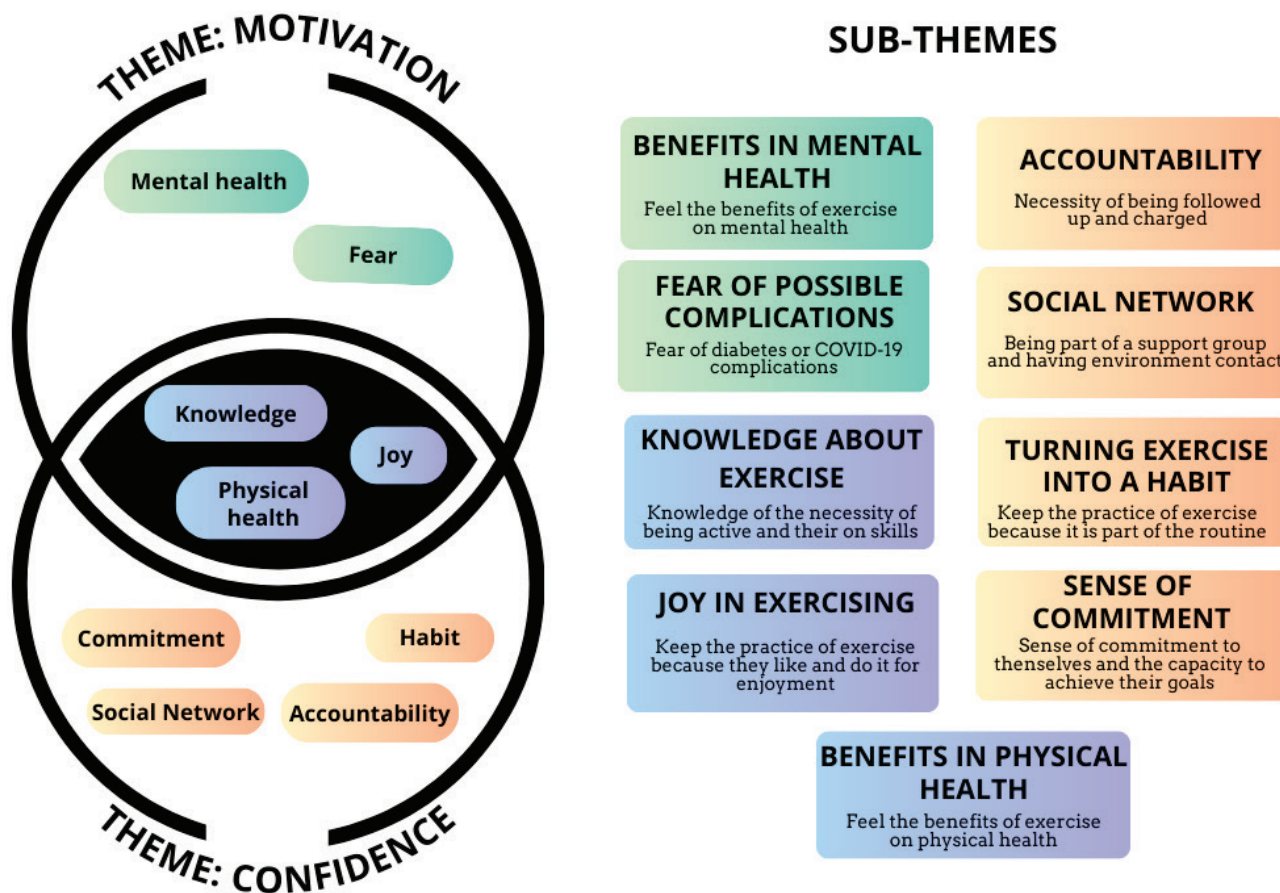 THEME: MOTIVATION
Mental health
Fear
Knowledge
Joy
Physical
health
Commitment
Habit
Social Network
Accountability
THEME: CONFIDENCE
SUB-THEMES
BENEFITS IN MENTAL
HEALTH
Feel the benefits of exercise
on mental health
ACCOUNTABILITY
Necessity of being followed
up and charged
FEAR OF POSSIBLE
COMPLICATIONS
Fear of diabetes or COVID-19
complications
SOCIAL NETWORK
Being part of a support group
and having environment contact
KNOWLEDGE ABOUT
EXERCISE
Knowledge of the necessity of
being active and their on skills
TURNING EXERCISE
INTO A HABIT
Keep the practice of exercise
because it is part of the routine
JOY IN EXERCISING
Keep the practice of exercise
because they like and do it for
enjoyment
SENSE OF
COMMITMENT
Sense of commitment to
thenselves and the capacity to
achieve their goals
BENEFITS IN PHYSICAL
HEALTH
Feel the benefits of exercise
on physical health